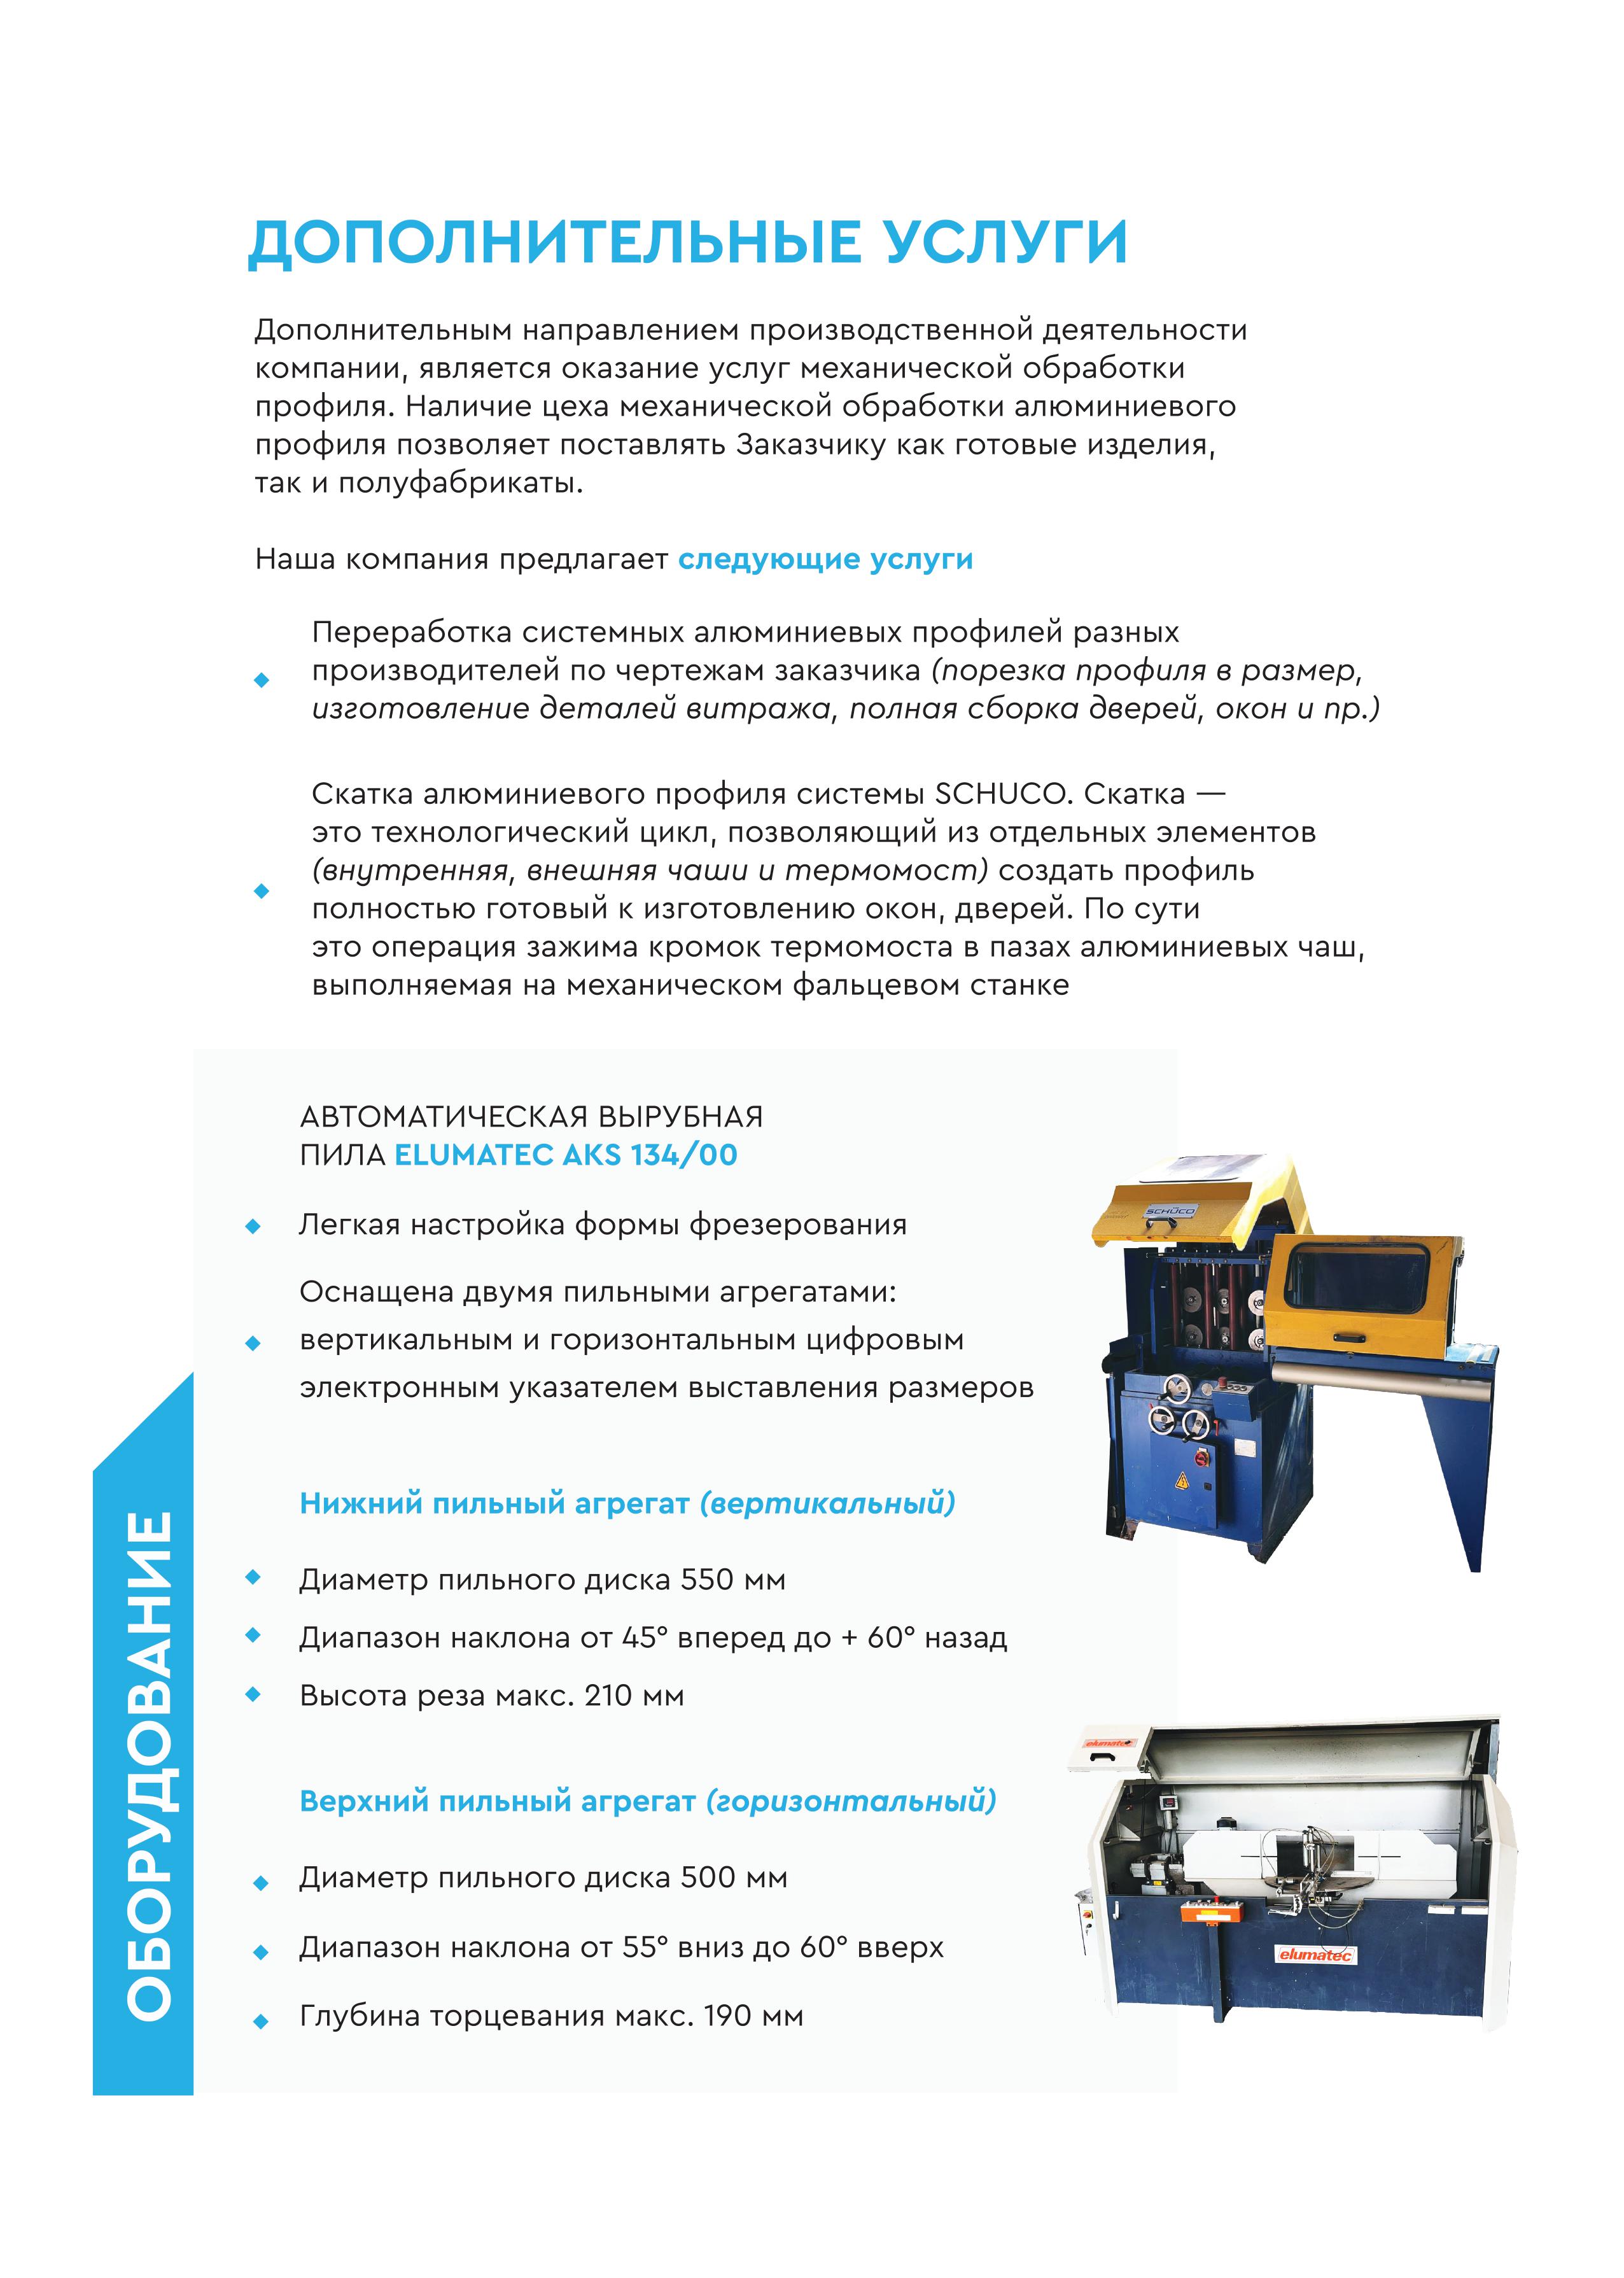 ДОПОЛНИТЕЛЬНЫЕ УСЛУГИ
Дополнительным направлением производственной деятельности
компании, является оказание услуг механической обработки
профиля. Наличие цеха механической обработки алюминиевого
профиля позволяет поставлять Заказчику как готовые изделия,
так и полуфабрикаты.
Наша компания предлагает следующие услуги
Переработка системных алюминиевых профилей разных
производителей по чертежам заказчика (порезка профиля в размер,
изготовление деталей витража, полная сборка дверей, окон и пр.)
Скатка алюминиевого профиля системы SCHUCO. Скатка —
это технологический цикл, позволяющий из отдельных элементов
(внутренняя, внешняя чаши и термомост) создать профиль
полностью готовый к изготовлению окон, дверей. По сути
это операция зажима кромок термомоста в пазах алюминиевых чаш,
выполняемая на механическом фальцевом станке
ОБОРУДОВАНИЕ
АВТОМАТИЧЕСКАЯ ВЫРУБНАЯ
ПИЛА ELUMATEC AKS 134/00
Легкая настройка формы фрезерования
Оснащена двумя пильными агрегатами:
вертикальным и горизонтальным цифровым
электронным указателем выставления размеров
Нижний пильный агрегат (вертикальный)
Диаметр пильного диска 550 мм
Диапазон наклона от 45° вперед до + 60° назад
Высота реза макс. 210 мм
Верхний пильный агрегат (горизонтальный)
Диаметр пильного диска 500 мм
Диапазон наклона от 55° вниз до 60° вверх
Глубина торцевания макс. 190 мм
SCHÜCO
elumatec
elumatec